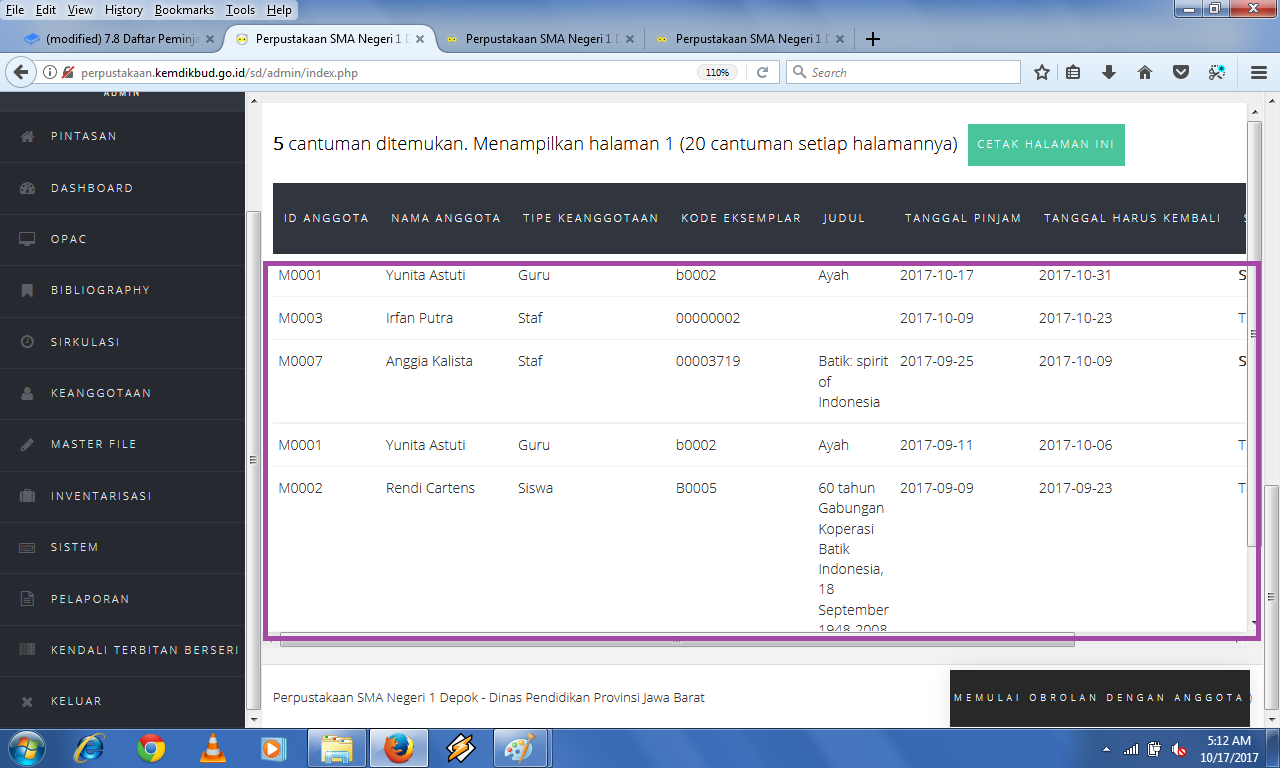 File Edit View History Bookmarks Tools Help
(modified) 7.8 Daftar Peminja
Perpustakaan SMA Negeri 1 D
Perpustakaan SMA Negeri 1 D
Perpustakaan SMA Negeri 1 D
perpustakaan.kemdikbud.go.id/sd/admin/index.php
110%
Search
ADMIN
PINTASAN
DASHBOARD
OPAC
BIBLIOGRAPHY
SIRKULASI
KEANGGOTAAN
MASTER FILE
INVENTARISASI
SISTEM
PELAPORAN
KENDALI TERBITAN BERSERI
KELUAR
5 cantuman ditemukan. Menampilkan halaman 1 (20 cantuman setiap halamannya)
CETAK HALAMAN INI
ID ANGGOTA NAMA ANGGOTA TIPE KEANGGOTAAN KODE EKSEMPLAR JUDUL TANGGAL PINJAM TANGGAL HARUS KEMBALI S
M0001 Yunita Astuti Guru b0002 Ayah 2017-10-17 2017-10-31 S
M0003 Irfan Putra Staf 00000002 2017-10-09 2017-10-23 T
M0007 Anggia Kalista Staf 00003719 Batik: spirit 2017-09-25 2017-10-09 S
of
Indonesia
M0001 Yunita Astuti Guru b0002 Ayah 2017-09-11 2017-10-06 T
M0002 Rendi Cartens Siswa B0005 60 tahun 2017-09-09 2017-09-23 T
Gabungan
Koperasi
Batik
Indonesia,
18
September
1948-2008
Perpustakaan SMA Negeri 1 Depok - Dinas Pendidikan Provinsi Jawa Barat
MEMULAI OBROLAN DENGAN ANGGOTA
5:12 AM
10/17/2017